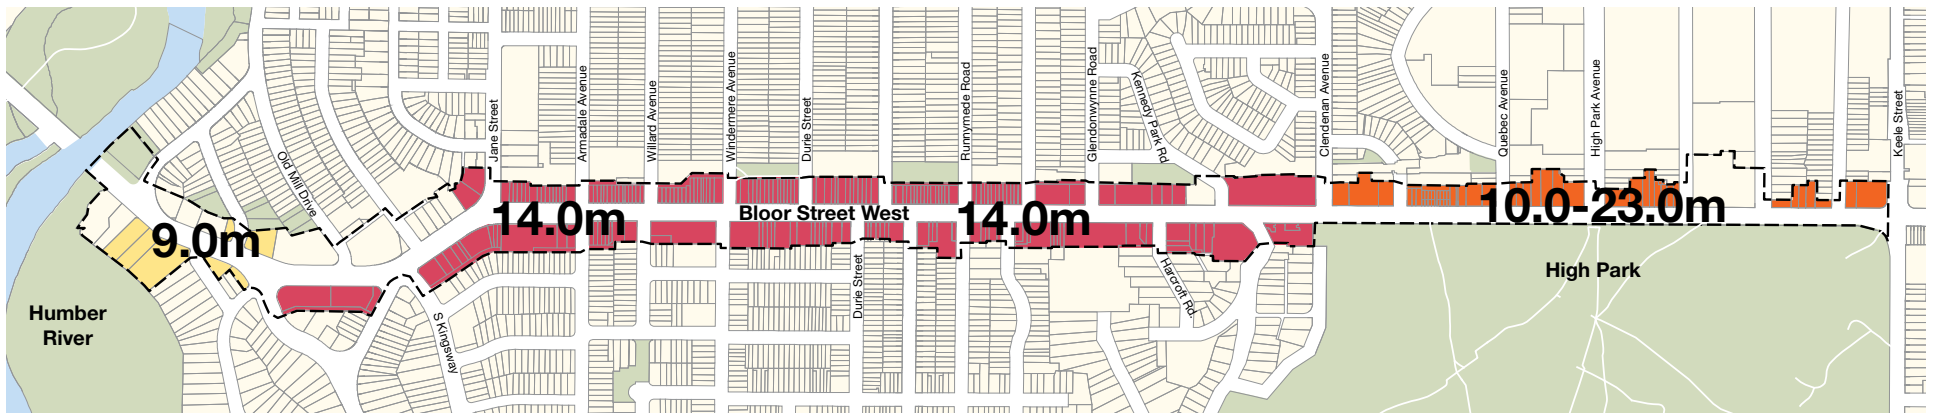 Old Mill Drive
Jane Street
Armadale Avenue
Willard Avenue
Windermere Avenue
Durie Street
Runnymede Road
Glendonwynne Road
Kennedy Park Rd.
Clendenan Avenue
Quebec Avenue
High Park Avenue
Keele Street
9.0m
14.0m
Bloor Street West
14.0m
10.0-23.0m
High Park
Humber
River
S Kingsway
Durie Street
Harcroft Rd.